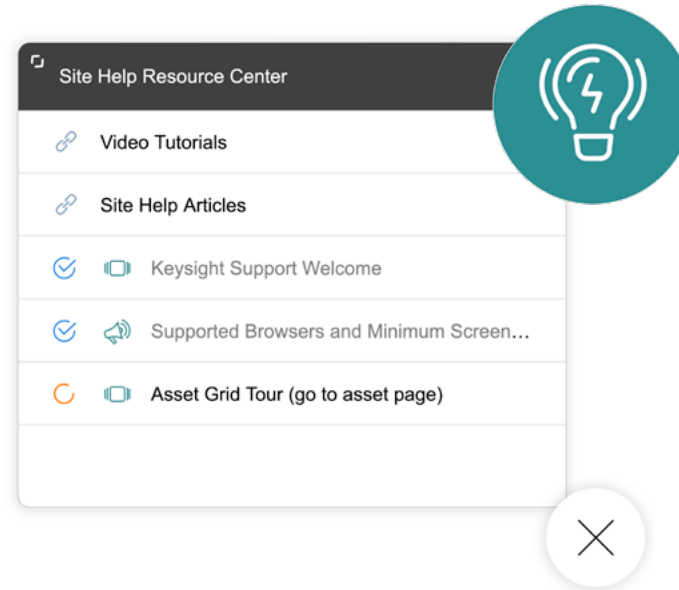 Site Help Resource Center
Video Tutorials
Site Help Articles
Keysight Support Welcome
Supported Browsers and Minimum Screen...
Asset Grid Tour (go to asset page)